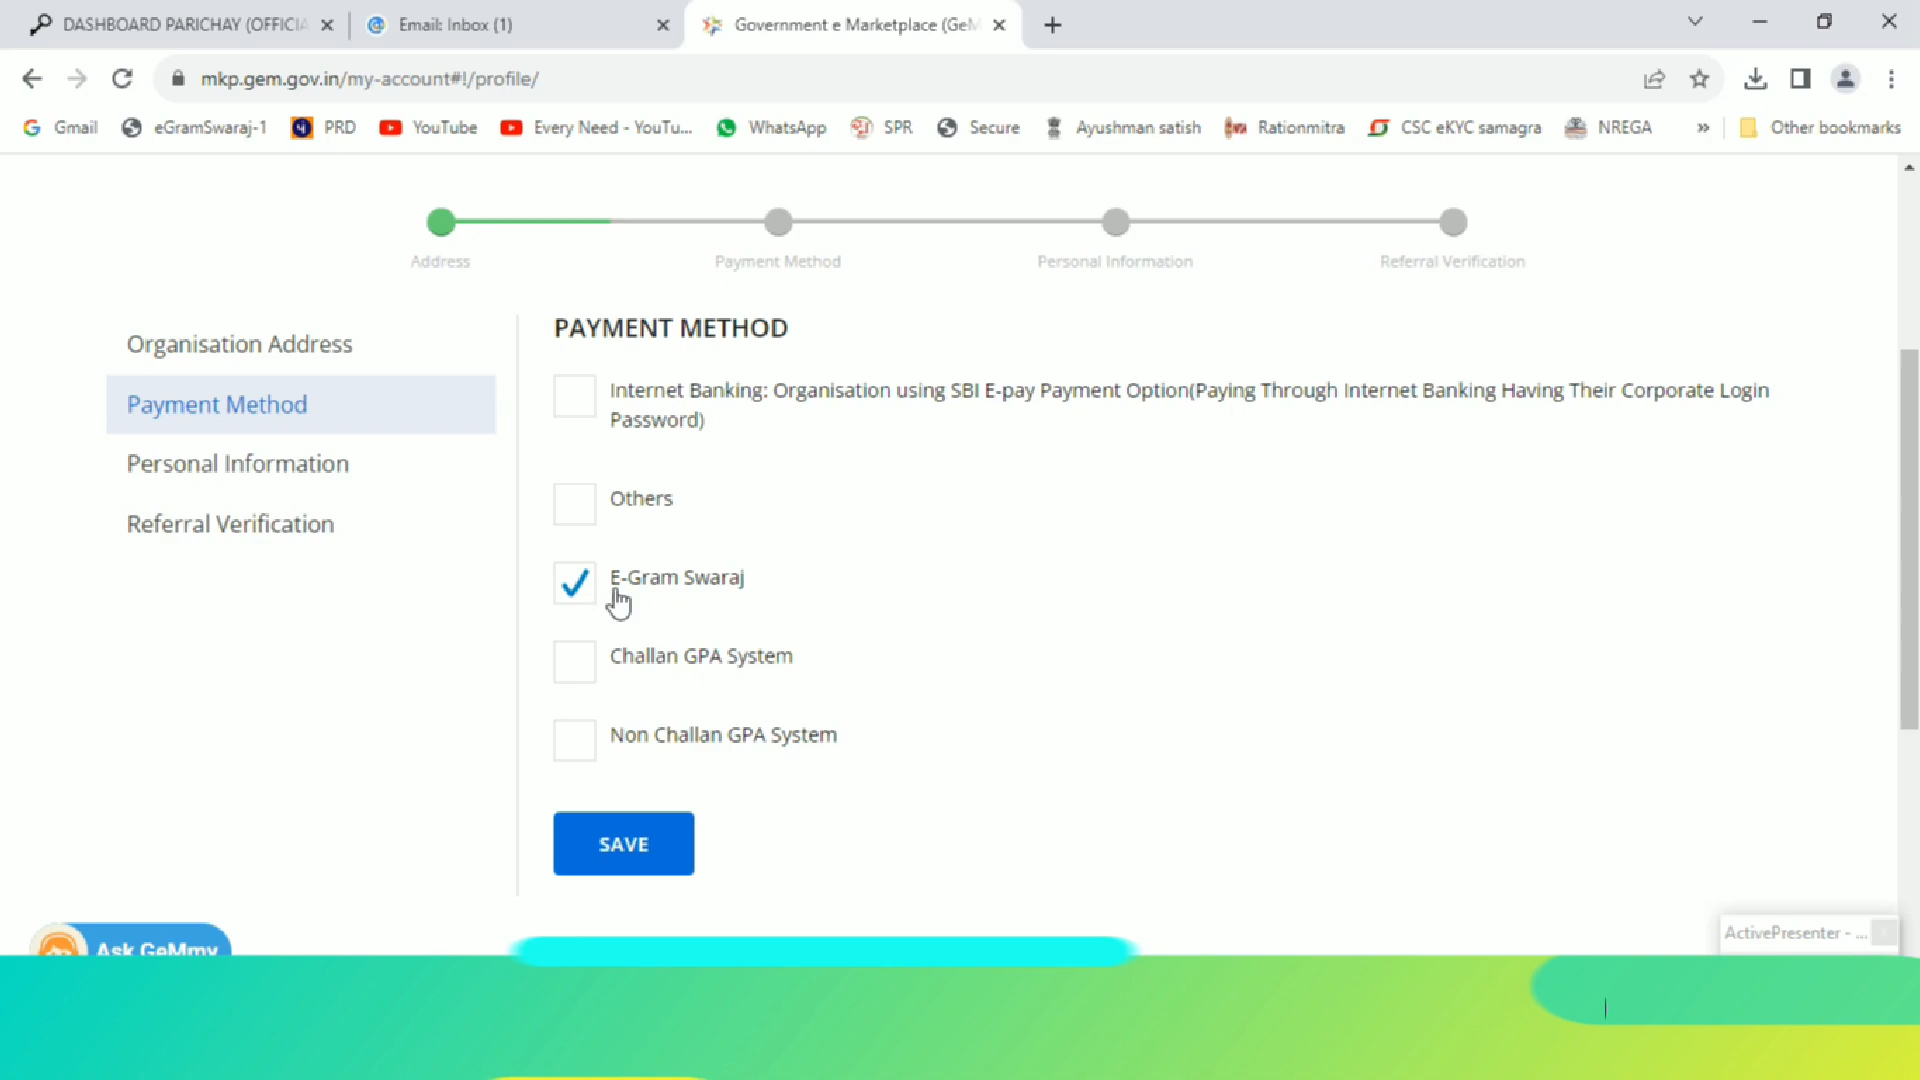 DASHBOARD PARICHAY (OFFICIA
Email: Inbox (1)
Government e Marketplace (GeM
mkp.gem.gov.in/my-account#!/profile/
Gmail
eGramSwaraj-1
PRD
YouTube
Every Need - YouTu...
WhatsApp
SPR
Secure
Ayushman satish
Rationmitra
CSC eKYC samagra
NREGA
»
Other bookmarks
Address
Payment Method
Personal Information
Referral Verification
Organisation Address
Payment Method
Personal Information
Referral Verification
PAYMENT METHOD
Internet Banking: Organisation using SBI E-pay Payment Option(Paying Through Internet Banking Having Their Corporate Login
Password)
Others
E-Gram Swaraj
Challan GPA System
Non Challan GPA System
SAVE
Ask GeMmy
ActivePresenter - ...